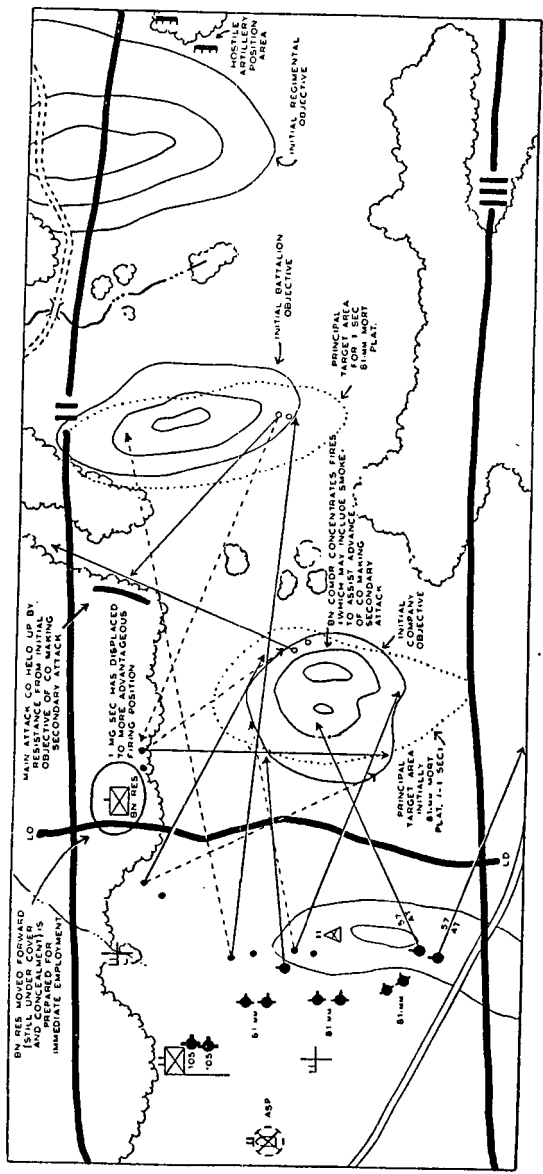 BN RES MOVED FORWARD
(STILL UNDER COVER
AND CONCEALMENT) IS
PREPARED FOR
IMMEDIATE EMPLOYMENT
LD
MAIN ATTACK CO HELD UP BY
RESISTANCE FROM INITIAL
OBJECTIVE OF CO MAKING
SECONDARY ATTACK
BN RES
1 MG SEC HAS DISPLACED
TO MORE ADVANTAGEOUS
FIRING POSITION
HOSTILE
ARTILLERY
POSITION
AREA
INITIAL REGIMENTAL
OBJECTIVE
105
105
ASP
81 MM
81 MM
81 MM
INITIAL BATTALION
OBJECTIVE
PRINCIPAL
TARGET AREA
FOR 1 SEC
81-MM MORT
PLAT.
BN COMDR CONCENTRATES FIRES
(WHICH MAY INCLUDE SMOKE)
TO ASSIST ADVANCE
OF CO MAKING
SECONDARY
ATTACK
INITIAL
COMPANY
OBJECTIVE
PRINCIPAL
TARGET AREA
INITIALLY
81-MM MORT
PLAT. (-1 SEC)
57
AT
57
AT
LD